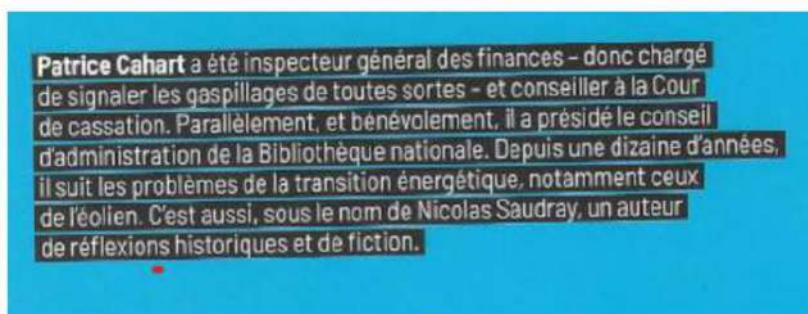 Patrice Cahart a été inspecteur général des finances – donc chargé
de signaler les gaspillages de toutes sortes – et conseiller à la Cour
de cassation. Parallèlement, et bénévolement, il a présidé le conseil
d'administration de la Bibliothèque nationale. Depuis une dizaine d'années,
il suit les problèmes de la transition énergétique, notamment ceux
de l'éolien. C'est aussi, sous le nom de Nicolas Saudray, un auteur
de réflexions historiques et de fiction.